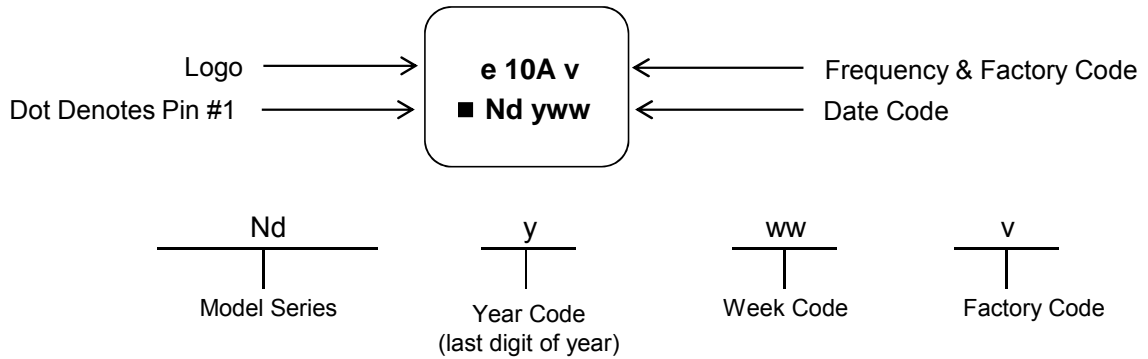 Logo
e 10A v
Frequency & Factory Code
Dot Denotes Pin #1
■ Nd yww
Date Code
Nd
y
ww
v
Model Series
Year Code
(last digit of year)
Week Code
Factory Code